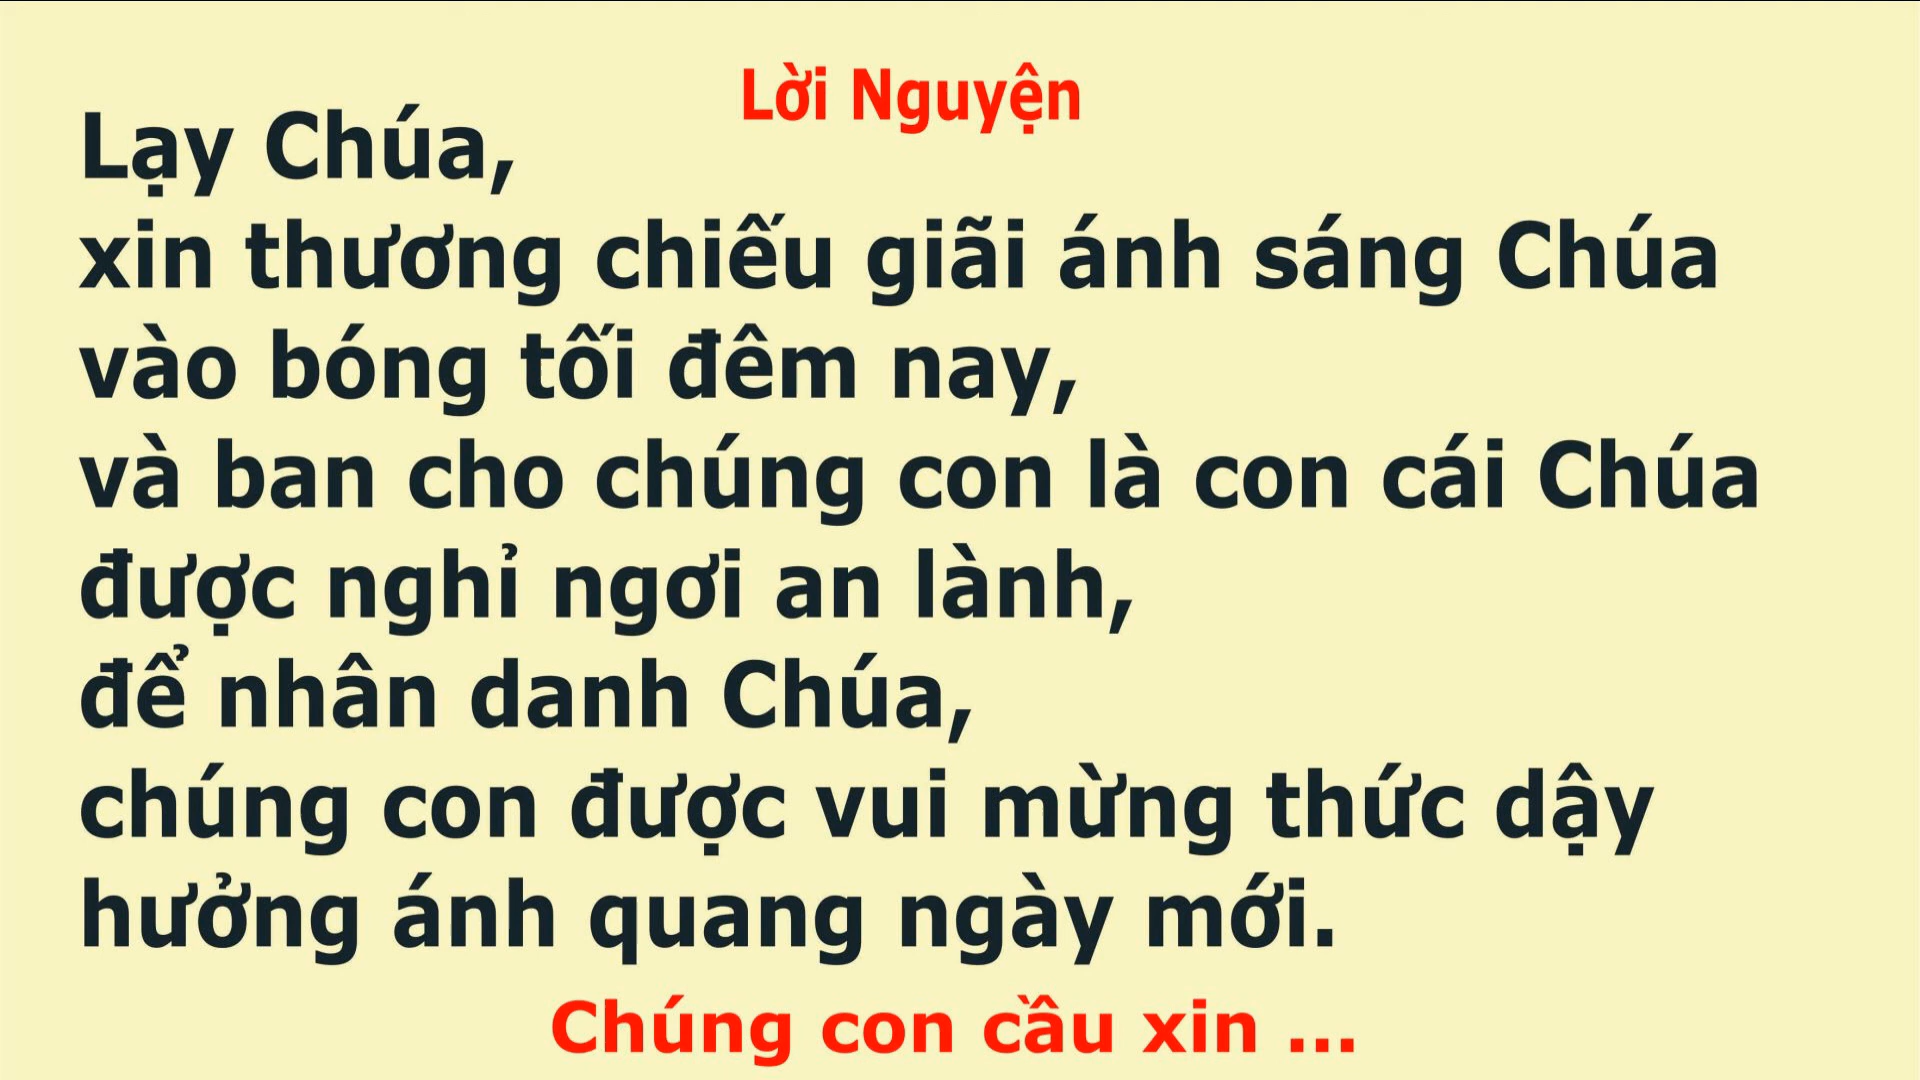 Lời Nguyện
Lạy Chúa,
xin thương chiếu giãi ánh sáng Chúa
vào bóng tối đêm nay,
và ban cho chúng con là con cái Chúa
được nghỉ ngơi an lành,
để nhân danh Chúa,
chúng con được vui mừng thức dậy
hưởng ánh quang ngày mới.
Chúng con cầu xin ...